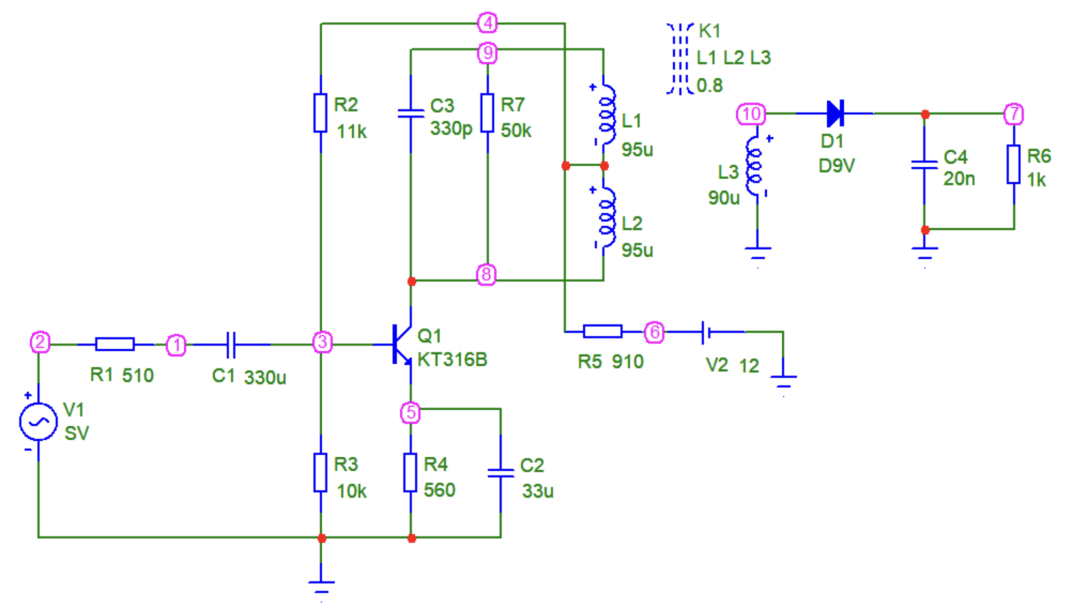 4
K1
9
L1 L2 L3
0.8
R2
11k
C3
330p
R7
50k
+
L1
-
95u
10
+
D1
D9V
7
C4
20n
R6
1k
L3
90u
-
+
L2
-
95u
8
2
R1 510
1
C1 330u
3
Q1
KT316B
R5 910
6
V2 12
+
V1
SV
-
5
R3
10k
R4
560
C2
33u